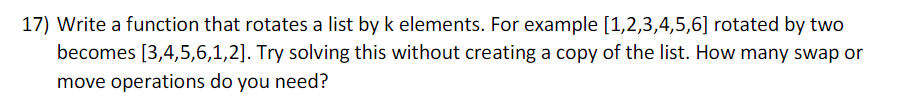 17) Write a function that rotates a list by k elements. For example [1,2,3,4,5,6] rotated by two
becomes [3,4,5,6,1,2]. Try solving this without creating a copy of the list. How many swap or
move operations do you need?